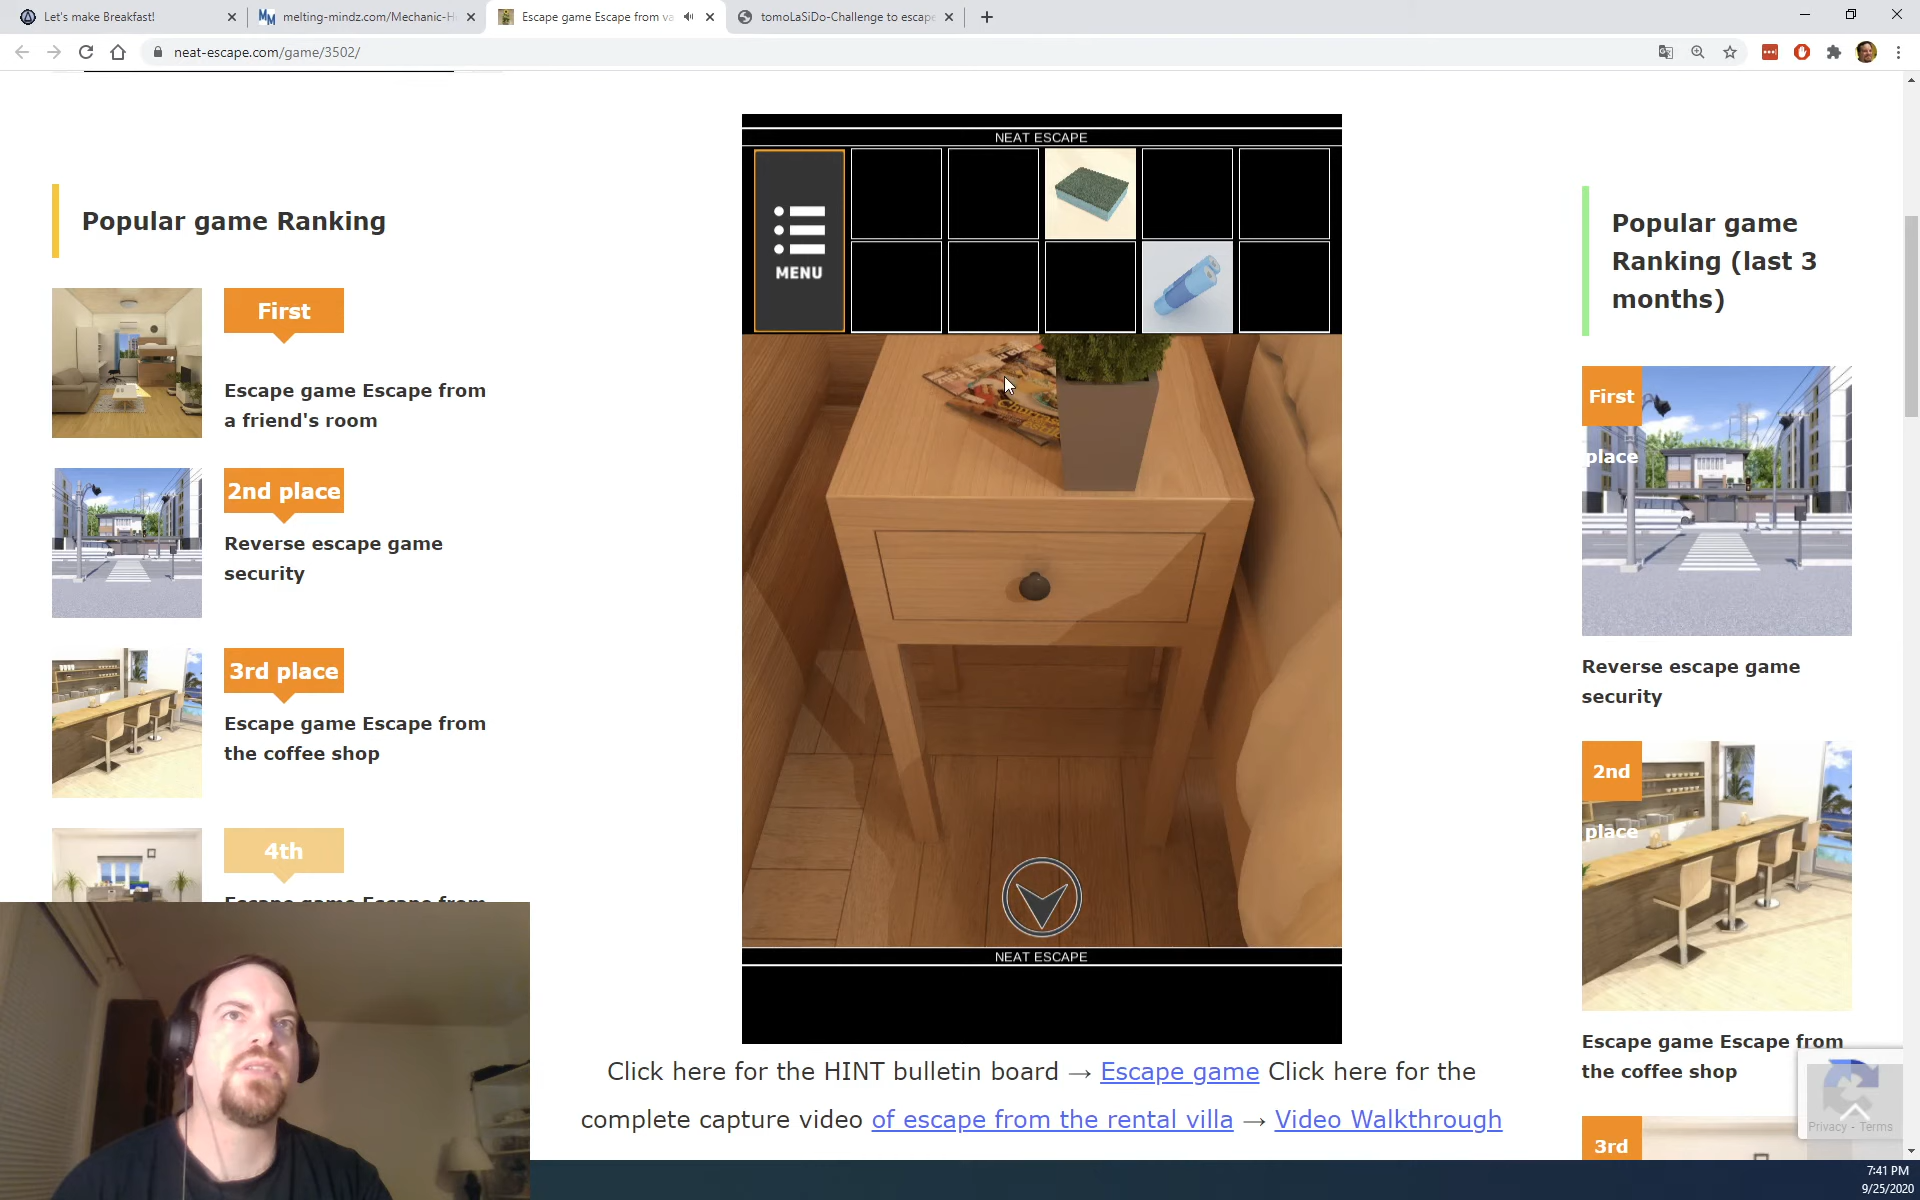 Let's make Breakfast!
melting-mindz.com/Mechanic-H
Escape game Escape from va
tomoLaSiDo-Challenge to escape
neat-escape.com/game/3502/
Popular game Ranking
First
Escape game Escape from
a friend's room
2nd place
Reverse escape game
security
3rd place
Escape game Escape from
the coffee shop
4th
Escape game Escape from
NEAT ESCAPE
MENU
NEAT ESCAPE
Click here for the HINT bulletin board → Escape game Click here for the
complete capture video of escape from the rental villa → Video Walkthrough
Popular game
Ranking (last 3
months)
First
place
Reverse escape game
security
2nd
place
Escape game Escape from
the coffee shop
3rd
Privacy - Terms
7:41 PM
9/25/2020